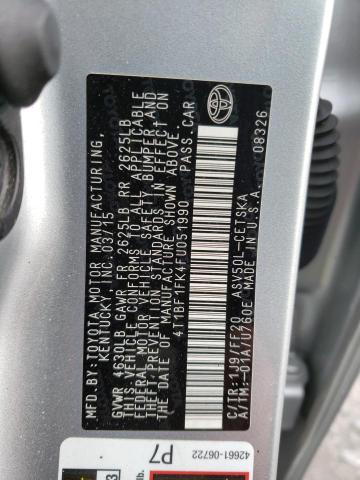 MFD.BY:TOYOTA MOTOR MANUFACTURING,
KENTUCKY INC.03/15
GVWR 4630LB GAWR FR 2625LB RR 2625LB
THIS VEHICLE CONFORMS TO ALL APPLICABLE
FEDERAL MOTOR VEHICLE SAFETY, BUMPER AND
THEFT PREVENTION STANDARDS IN EFFECT ON
THE DATE OF MANUFACTURE SHOWN ABOVE.
4T1BF1FK4FU051990 PASS.CAR
C/TR:1J9/FF20 ASV50L-CETSKA
A/TM:-01A/U760E MADE IN U.S.A.
08326
42661-06722
P7